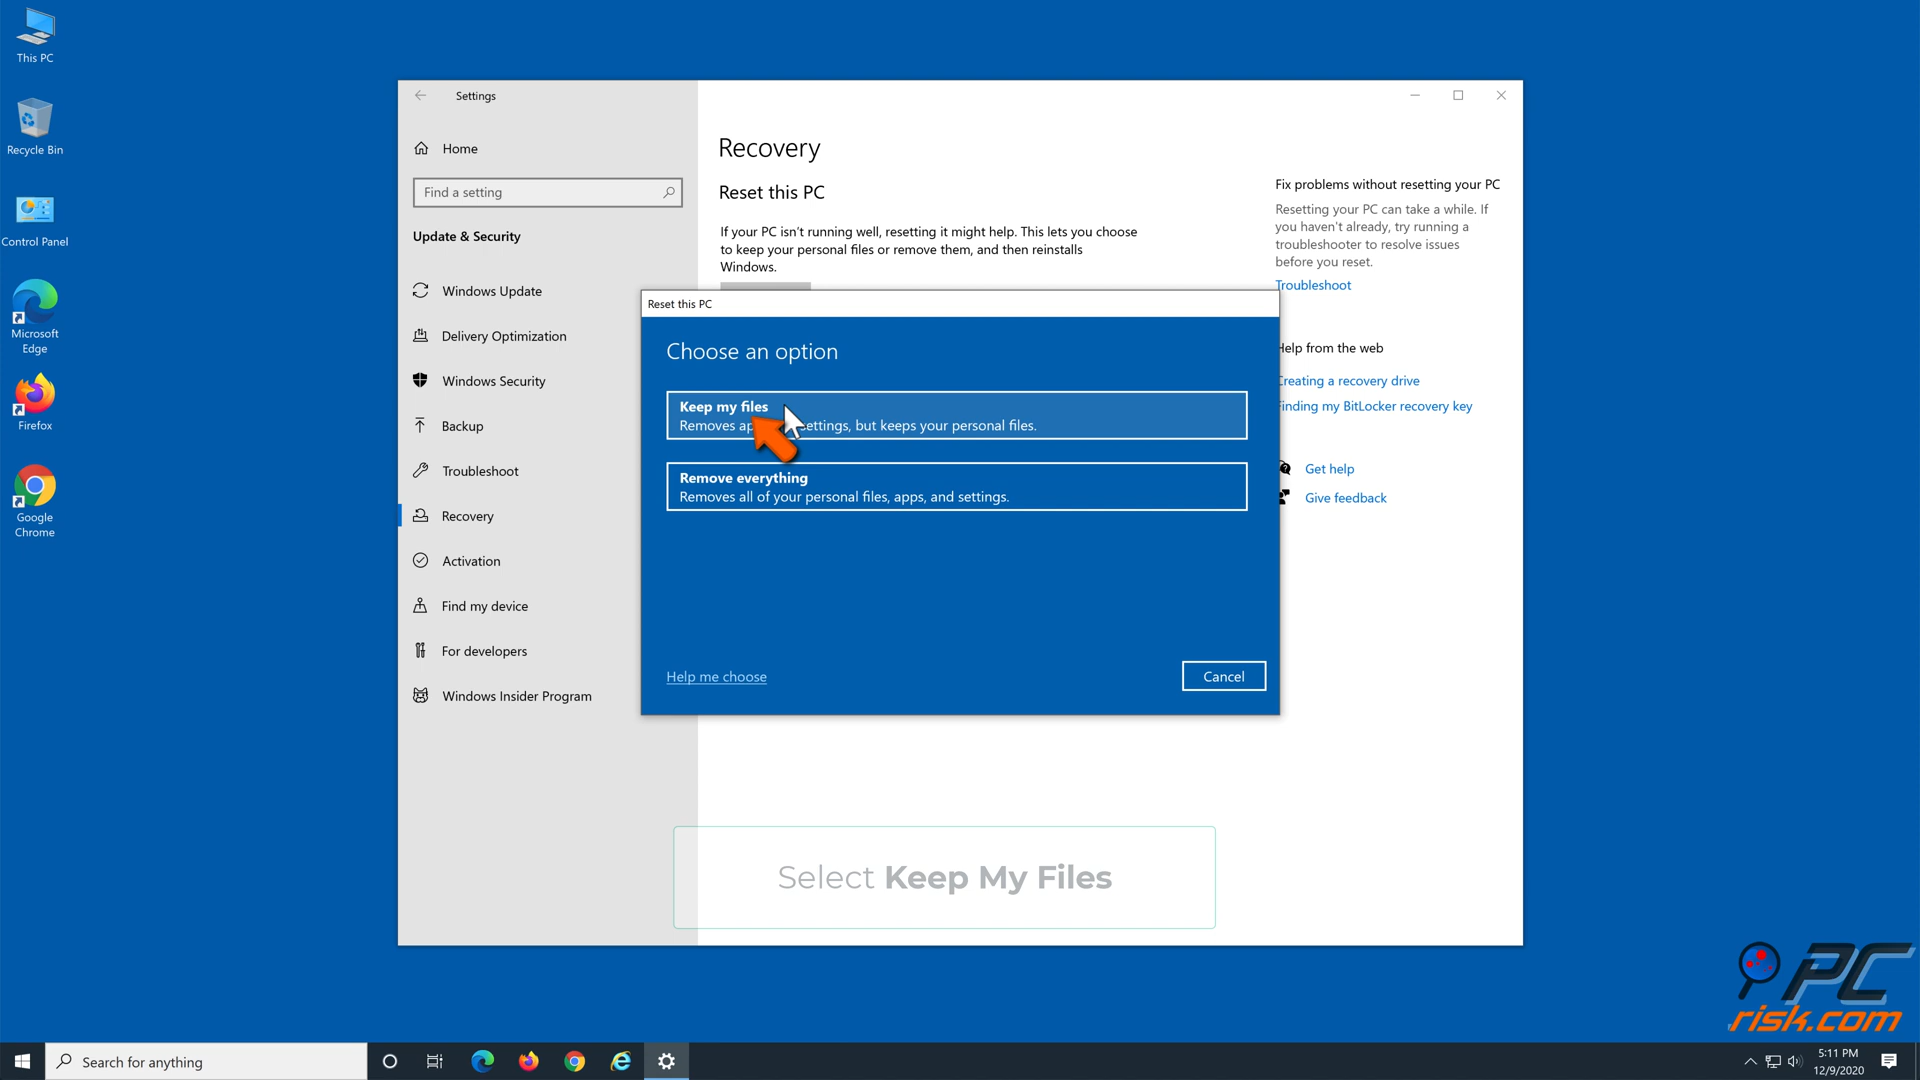 This PC
Recycle Bin
Control Panel
Microsoft
Edge
Firefox
Google
Chrome
Settings
Home
Find a setting
Update & Security
Windows Update
Delivery Optimization
Windows Security
Backup
Troubleshoot
Recovery
Activation
Find my device
For developers
Windows Insider Program
Recovery
Reset this PC
If your PC isn't running well, resetting it might help. This lets you choose
to keep your personal files or remove them, and then reinstalls
Windows.
Fix problems without resetting your PC
Resetting your PC can take a while. If
you haven't already, try running a
troubleshooter to resolve issues
before you reset.
Troubleshoot
Help from the web
Creating a recovery drive
Finding my BitLocker recovery key
Get help
Give feedback
Reset this PC
Choose an option
Keep my files
Removes settings, but keeps your personal files.
Remove everything
Removes all of your personal files, apps, and settings.
Help me choose
Cancel
Select Keep My Files
PC
risk.com
Search for anything
5:11 PM
12/9/2020